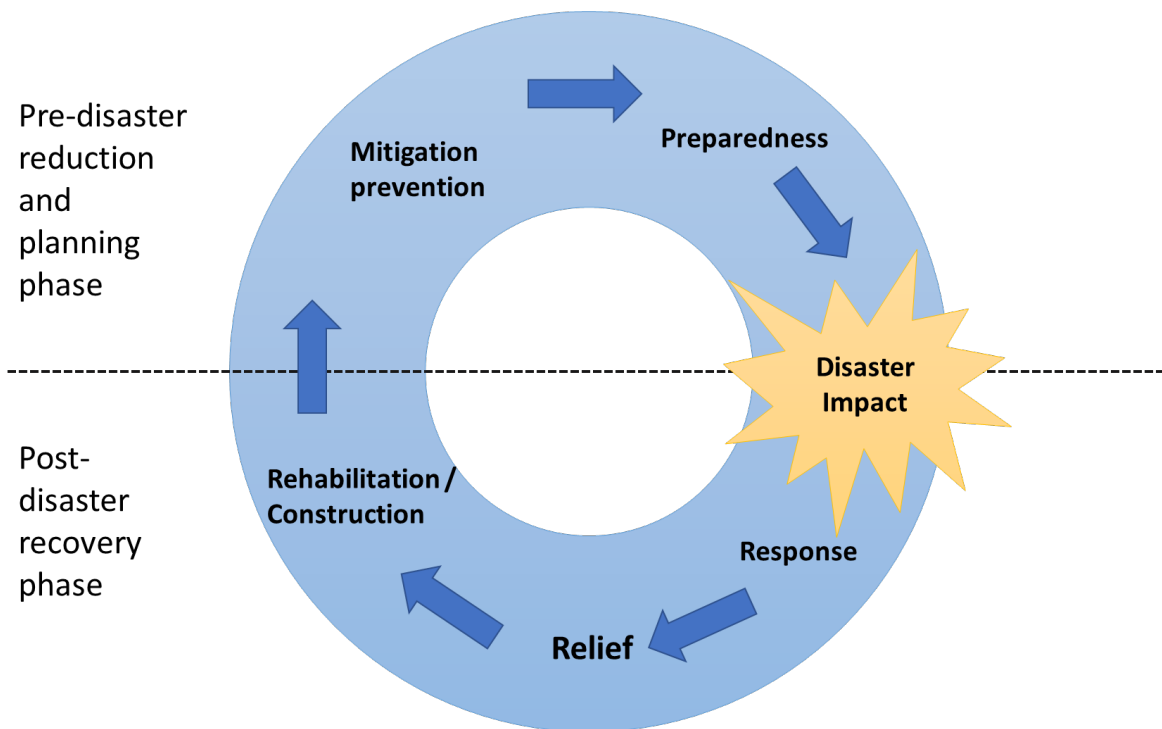 Pre-disaster
reduction
and
planning
phase
Mitigation
prevention
Preparedness
Disaster
Impact
Post-
disaster
recovery
phase
Rehabilitation /
Construction
Response
Relief